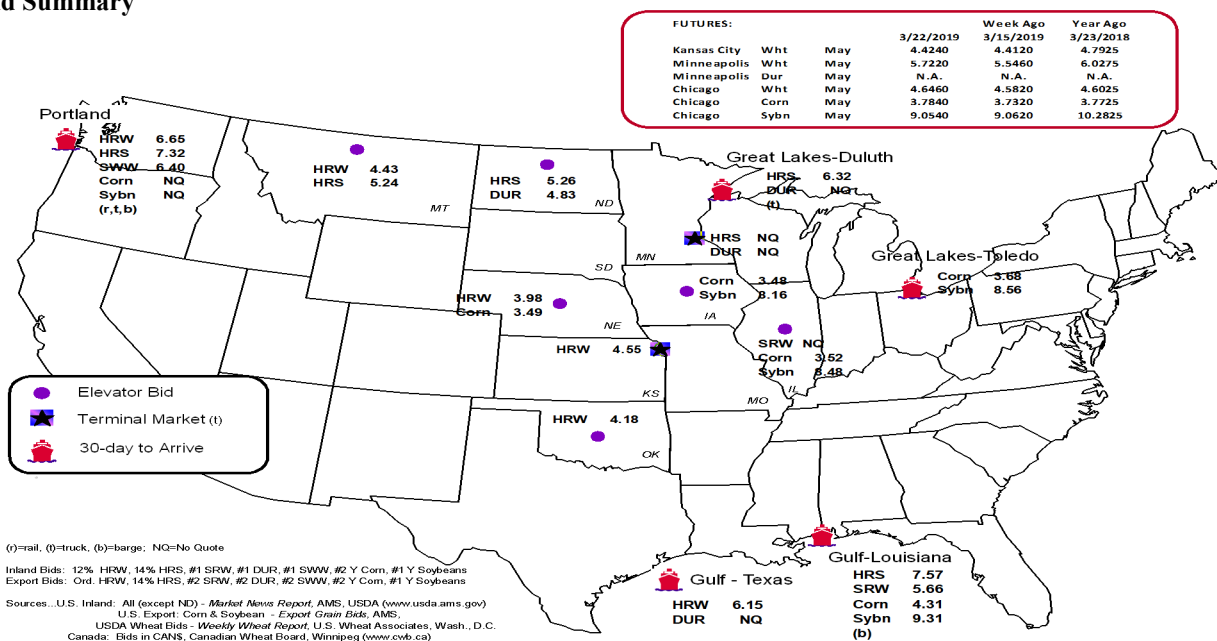 d Summary
FUTURES: Week Ago Year Ago
3/22/2019 3/15/2019 3/23/2018
Kansas City Wht May 4.4240 4.4120 4.7925
Minneapolis Wht May 5.7220 5.5460 6.0275
Minneapolis Dur May N.A. N.A. N.A.
Chicago Wht May 4.6460 4.5820 4.6025
Chicago Corn May 3.7840 3.7320 3.7725
Chicago Sybn May 9.0540 9.0620 10.2825
Portland
HRW 6.65
HRS 7.32
SWW 6.40
Corn NQ
Sybn NQ
(r,t,b)
HRW 4.43
HRS 5.24
MT
HRS 5.26
DUR 4.83
ND
Great Lakes-Duluth
HRS 6.32
DUR NQ
(t)
HRS NQ
DUR NQ
MN
SD
Great Lakes-Toledo
Corn 3.68
Sybn 8.56
Corn 3.48
Sybn 8.16
IA
HRW 3.98
Corn 3.49
NE
SRW NQ
Corn 3.52
Sybn 8.48
IL
HRW 4.55
KS
MO
HRW 4.18
OK
Elevator Bid
Terminal Market (t)
30-day to Arrive
Gulf - Texas
HRW 6.15
DUR NQ
Gulf-Louisiana
HRS 7.57
SRW 5.66
Corn 4.31
Sybn 9.31
(b)
(r)=rail, (t)=truck, (b)=barge; NQ=No Quote
Inland Bids: 12% HRW, 14% HRS, #1 SRW, #1 DUR, #1 SWW, #2 Y Corn, #1 Y Soybeans
Export Bids: Ord. HRW, 14% HRS, #2 SRW, #2 DUR, #2 SWW, #2 Y Corn, #1 Y Soybeans
Sources...U.S. Inland: All (except ND) - Market News Report, AMS, USDA (www.usda.ams.gov)
U.S. Export: Corn & Soybean - Export Grain Bids, AMS,
USDA Wheat Bids - Weekly Wheat Report, U.S. Wheat Associates, Wash., D.C.
Canada: Bids in CAN$, Canadian Wheat Board, Winnipeg (www.cwb.ca)